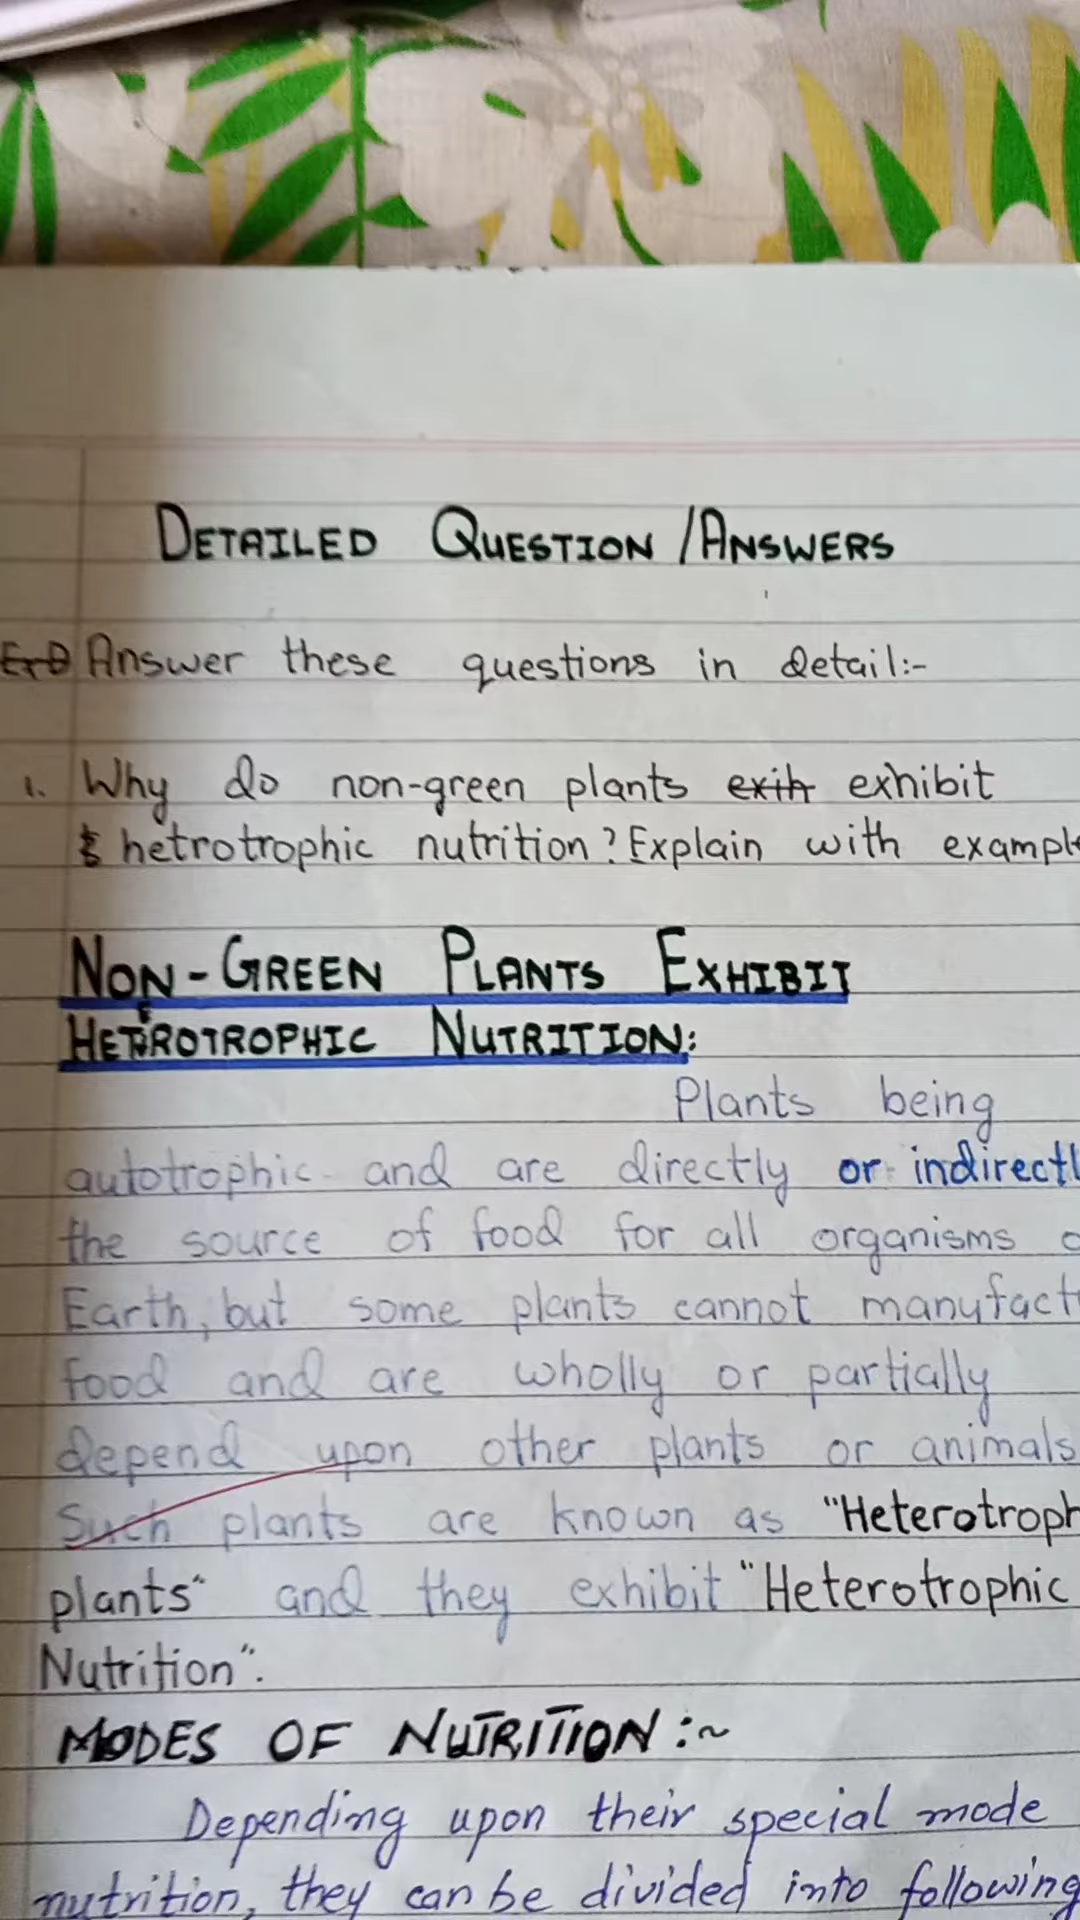 DETAILED QUESTION /ANSWERS
Answer these questions in detail:-
1. Why do non-green plants exih exhibit
hetrotrophic nutrition? Explain with example
NON-GREEN PLANTS EXHIBIT
HETEROTROPHIC NUTRITION:
Plants being
autotrophic and are directly or indirectl
the source of food for all organisms o
Earth, but some plants cannot manufact
food and are wholly or partially
depend upon other plants or animals
Such plants are known as "Heterotroph
plants" and they exhibit "Heterotrophic
Nutrition".
MODES OF NUTRITION :~
Depending upon their special mode
nutrition, they can be divided into following